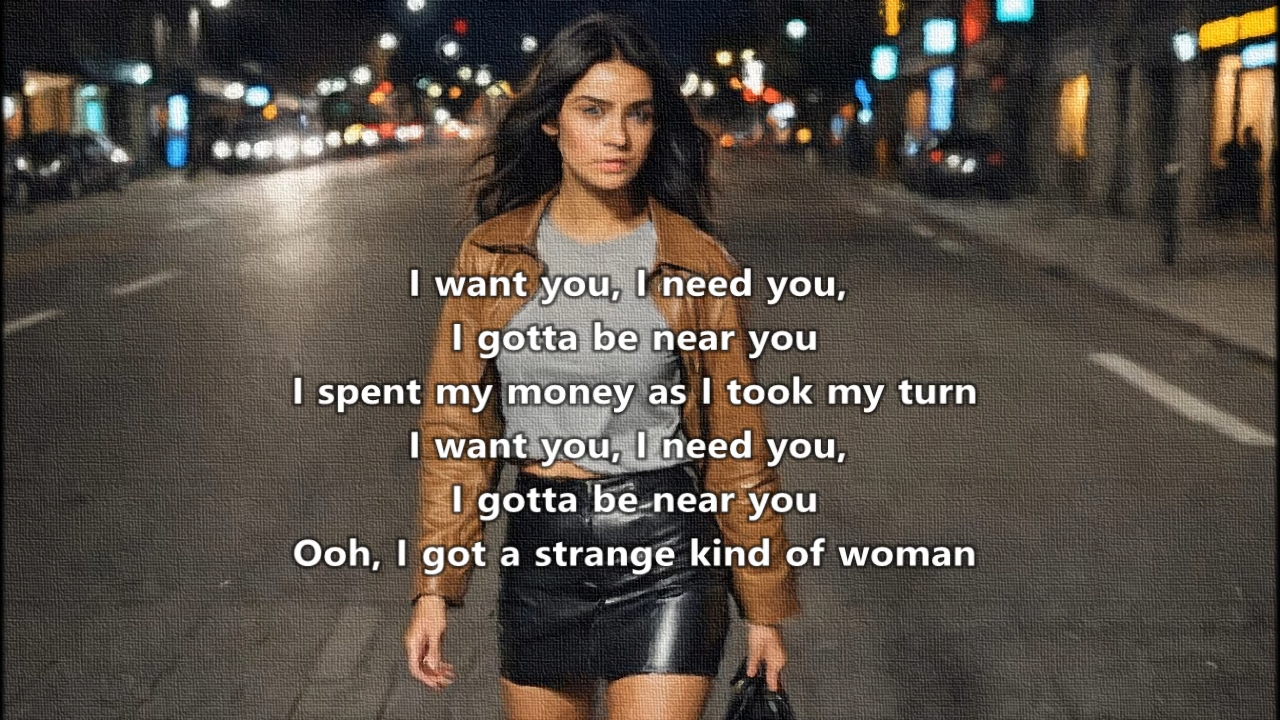 I want you, I need you,
I gotta be near you
I spent my money as I took my turn
I want you, I need you,
I gotta be near you
Ooh, I got a strange kind of woman